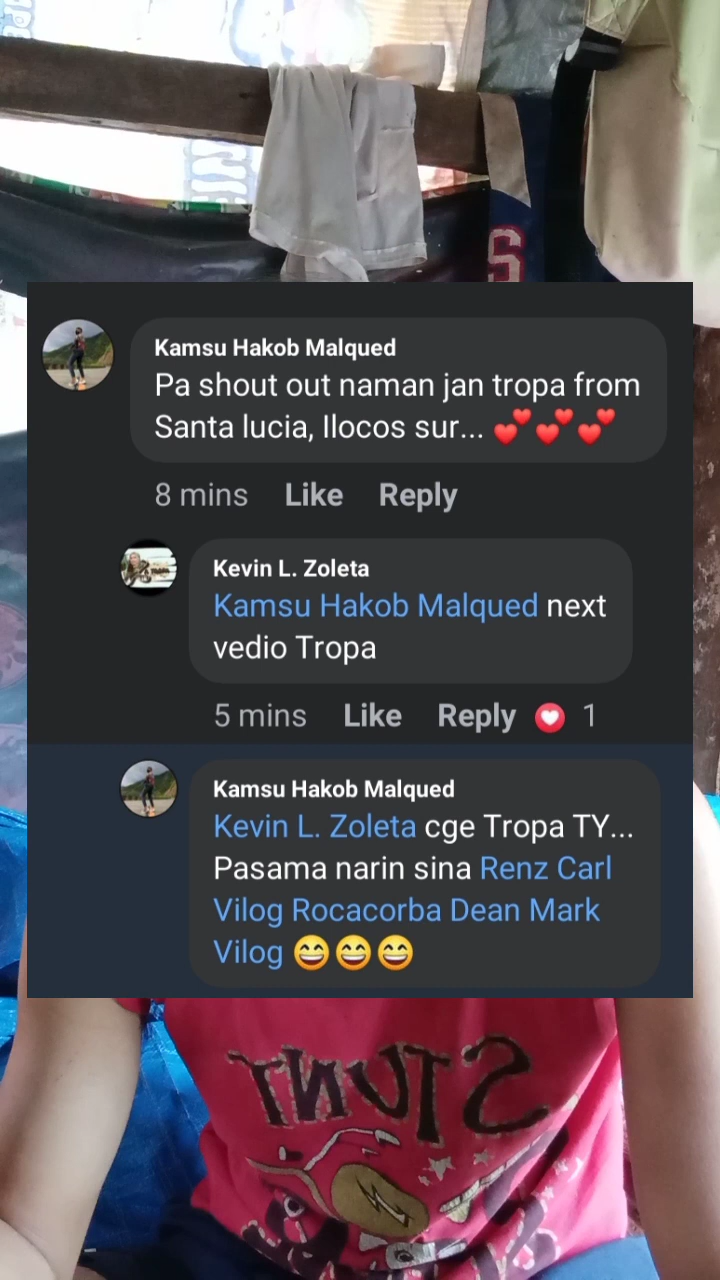 S
Kamsu Hakob Malqued
Pa shout out naman jan tropa from
Santa lucia, Ilocos sur... 💕 💕 💕
8 mins Like Reply
Kevin L. Zoleta
Kamsu Hakob Malqued next
vedio Tropa
5 mins Like Reply 1
Kamsu Hakob Malqued
Kevin L. Zoleta cge Tropa TY...
Pasama narin sina Renz Carl
Vilog Rocacorba Dean Mark
Vilog 😄😄😄
STUNT